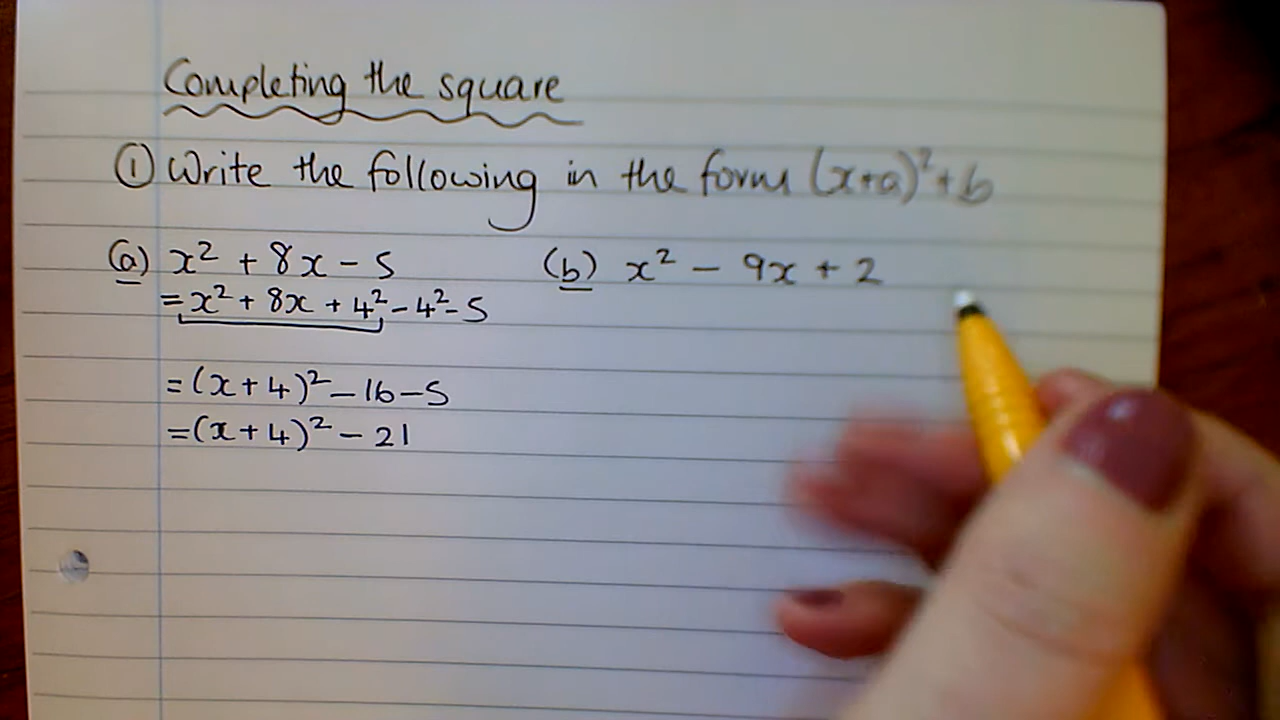 Completing the square
① Write the following in the form (x+a)²+b
(a) x² + 8x - 5
(b) x² - 9x + 2
= x² + 8x + 4² - 4² - 5
= (x+4)² - 16 - 5
= (x+4)² - 21